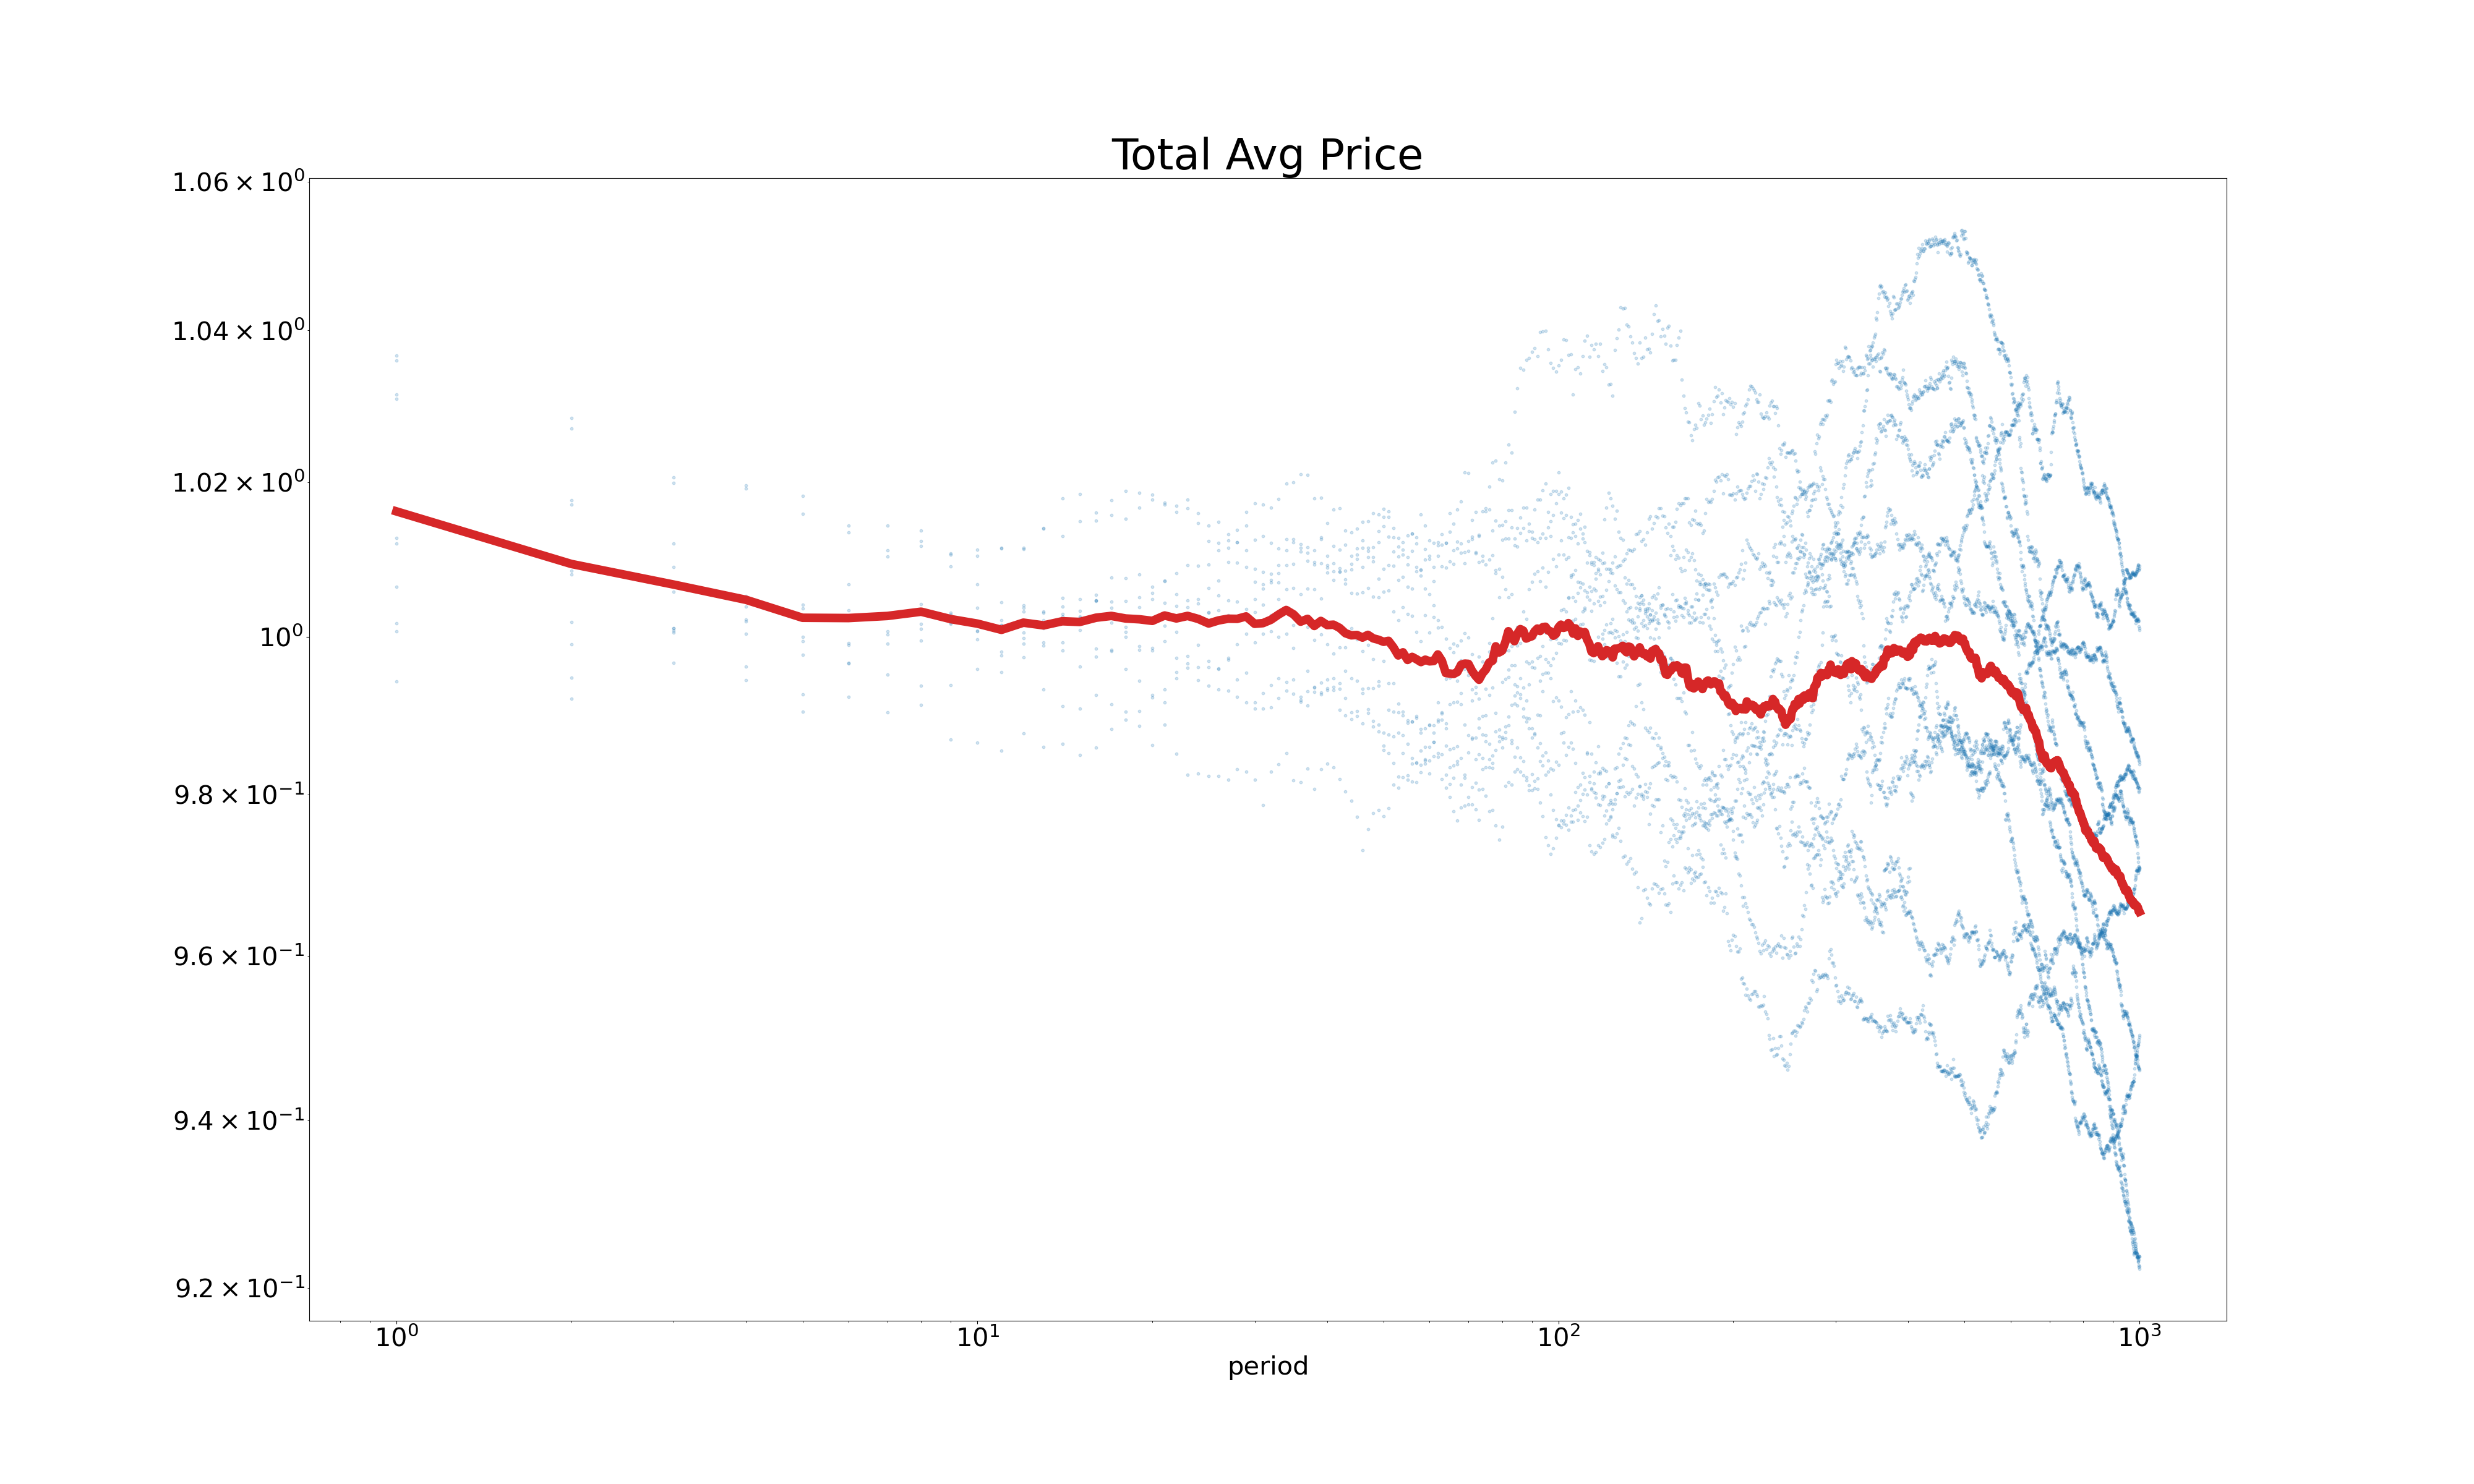 Total Avg Price
1.06 × 10⁰
1.04 × 10⁰
1.02 × 10⁰
10⁰
9.8 × 10⁻¹
9.6 × 10⁻¹
9.4 × 10⁻¹
9.2 × 10⁻¹
10⁰ 10¹ 10² 10³
period